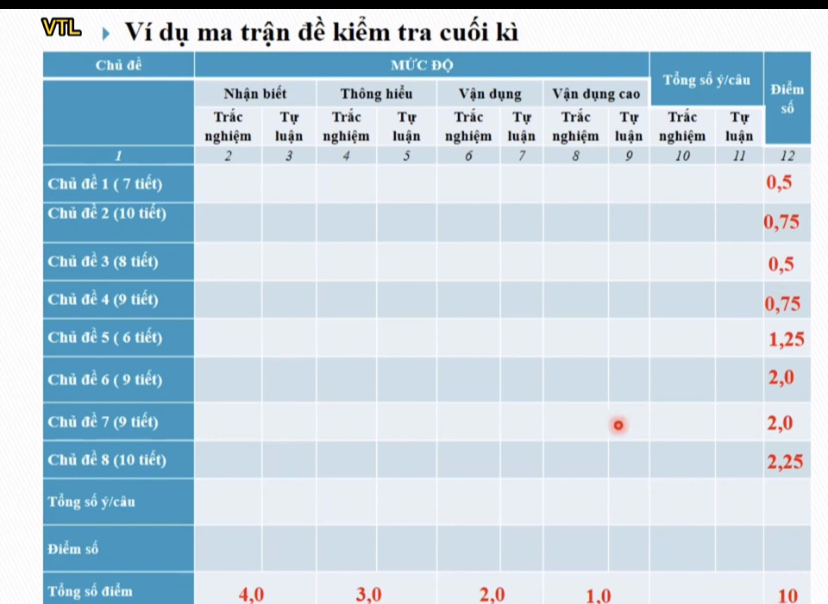 VTL Ví dụ ma trận đề kiểm tra cuối kì
Chủ đề MỨC ĐỘ Tổng số ý/câu Điểm số
Nhận biết Thông hiểu Vận dụng Vận dụng cao
Trắc nghiệm Tự luận Trắc nghiệm Tự luận Trắc nghiệm Tự luận Trắc nghiệm Tự luận Trắc nghiệm Tự luận
1 2 3 4 5 6 7 8 9 10 11 12
Chủ đề 1 ( 7 tiết) 0,5
Chủ đề 2 (10 tiết) 0,75
Chủ đề 3 (8 tiết) 0,5
Chủ đề 4 (9 tiết) 0,75
Chủ đề 5 ( 6 tiết) 1,25
Chủ đề 6 ( 9 tiết) 2,0
Chủ đề 7 (9 tiết) 2,0
Chủ đề 8 (10 tiết) 2,25
Tổng số ý/câu
Điểm số
Tổng số điểm 4,0 3,0 2,0 1,0 10